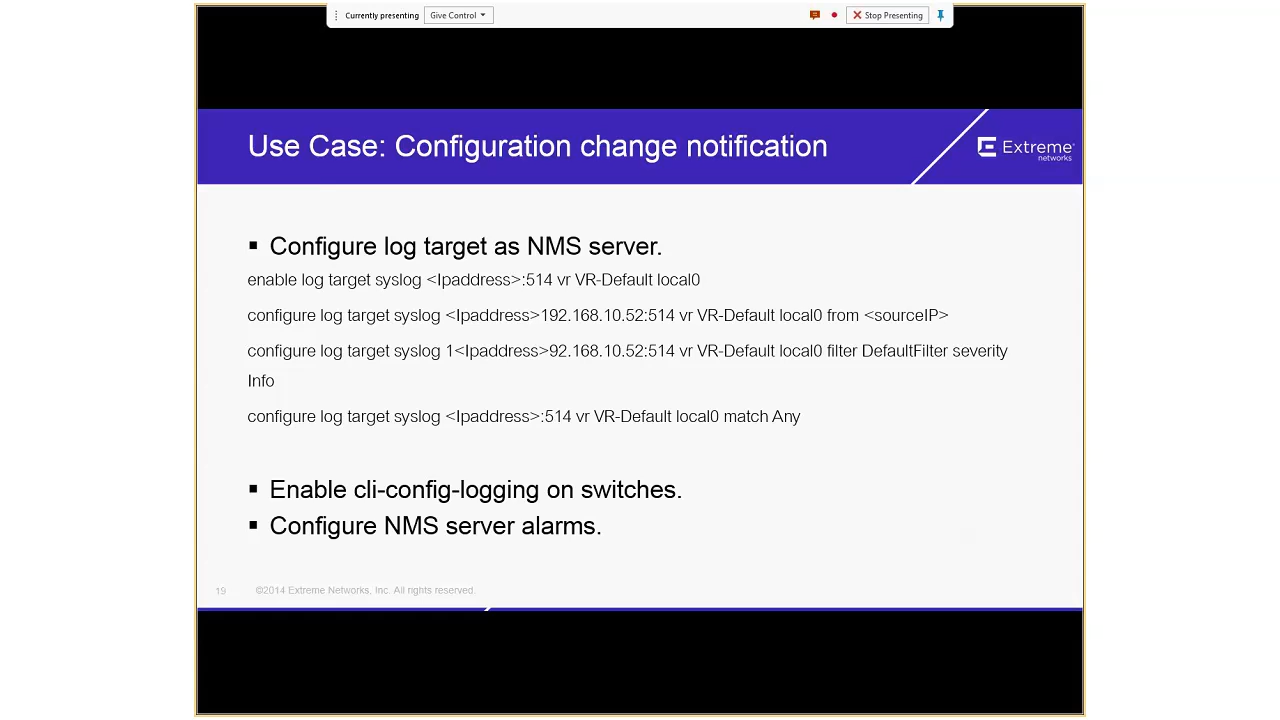 Currently presenting Give Control Stop Presenting
Use Case: Configuration change notification
Extreme
networks
▪ Configure log target as NMS server.
enable log target syslog <Ipaddress>:514 vr VR-Default local0
configure log target syslog <Ipaddress>192.168.10.52:514 vr VR-Default local0 from <sourceIP>
configure log target syslog 1<Ipaddress>92.168.10.52:514 vr VR-Default local0 filter DefaultFilter severity
Info
configure log target syslog <Ipaddress>:514 vr VR-Default local0 match Any
▪ Enable cli-config-logging on switches.
▪ Configure NMS server alarms.
19 ©2014 Extreme Networks, Inc. All rights reserved.